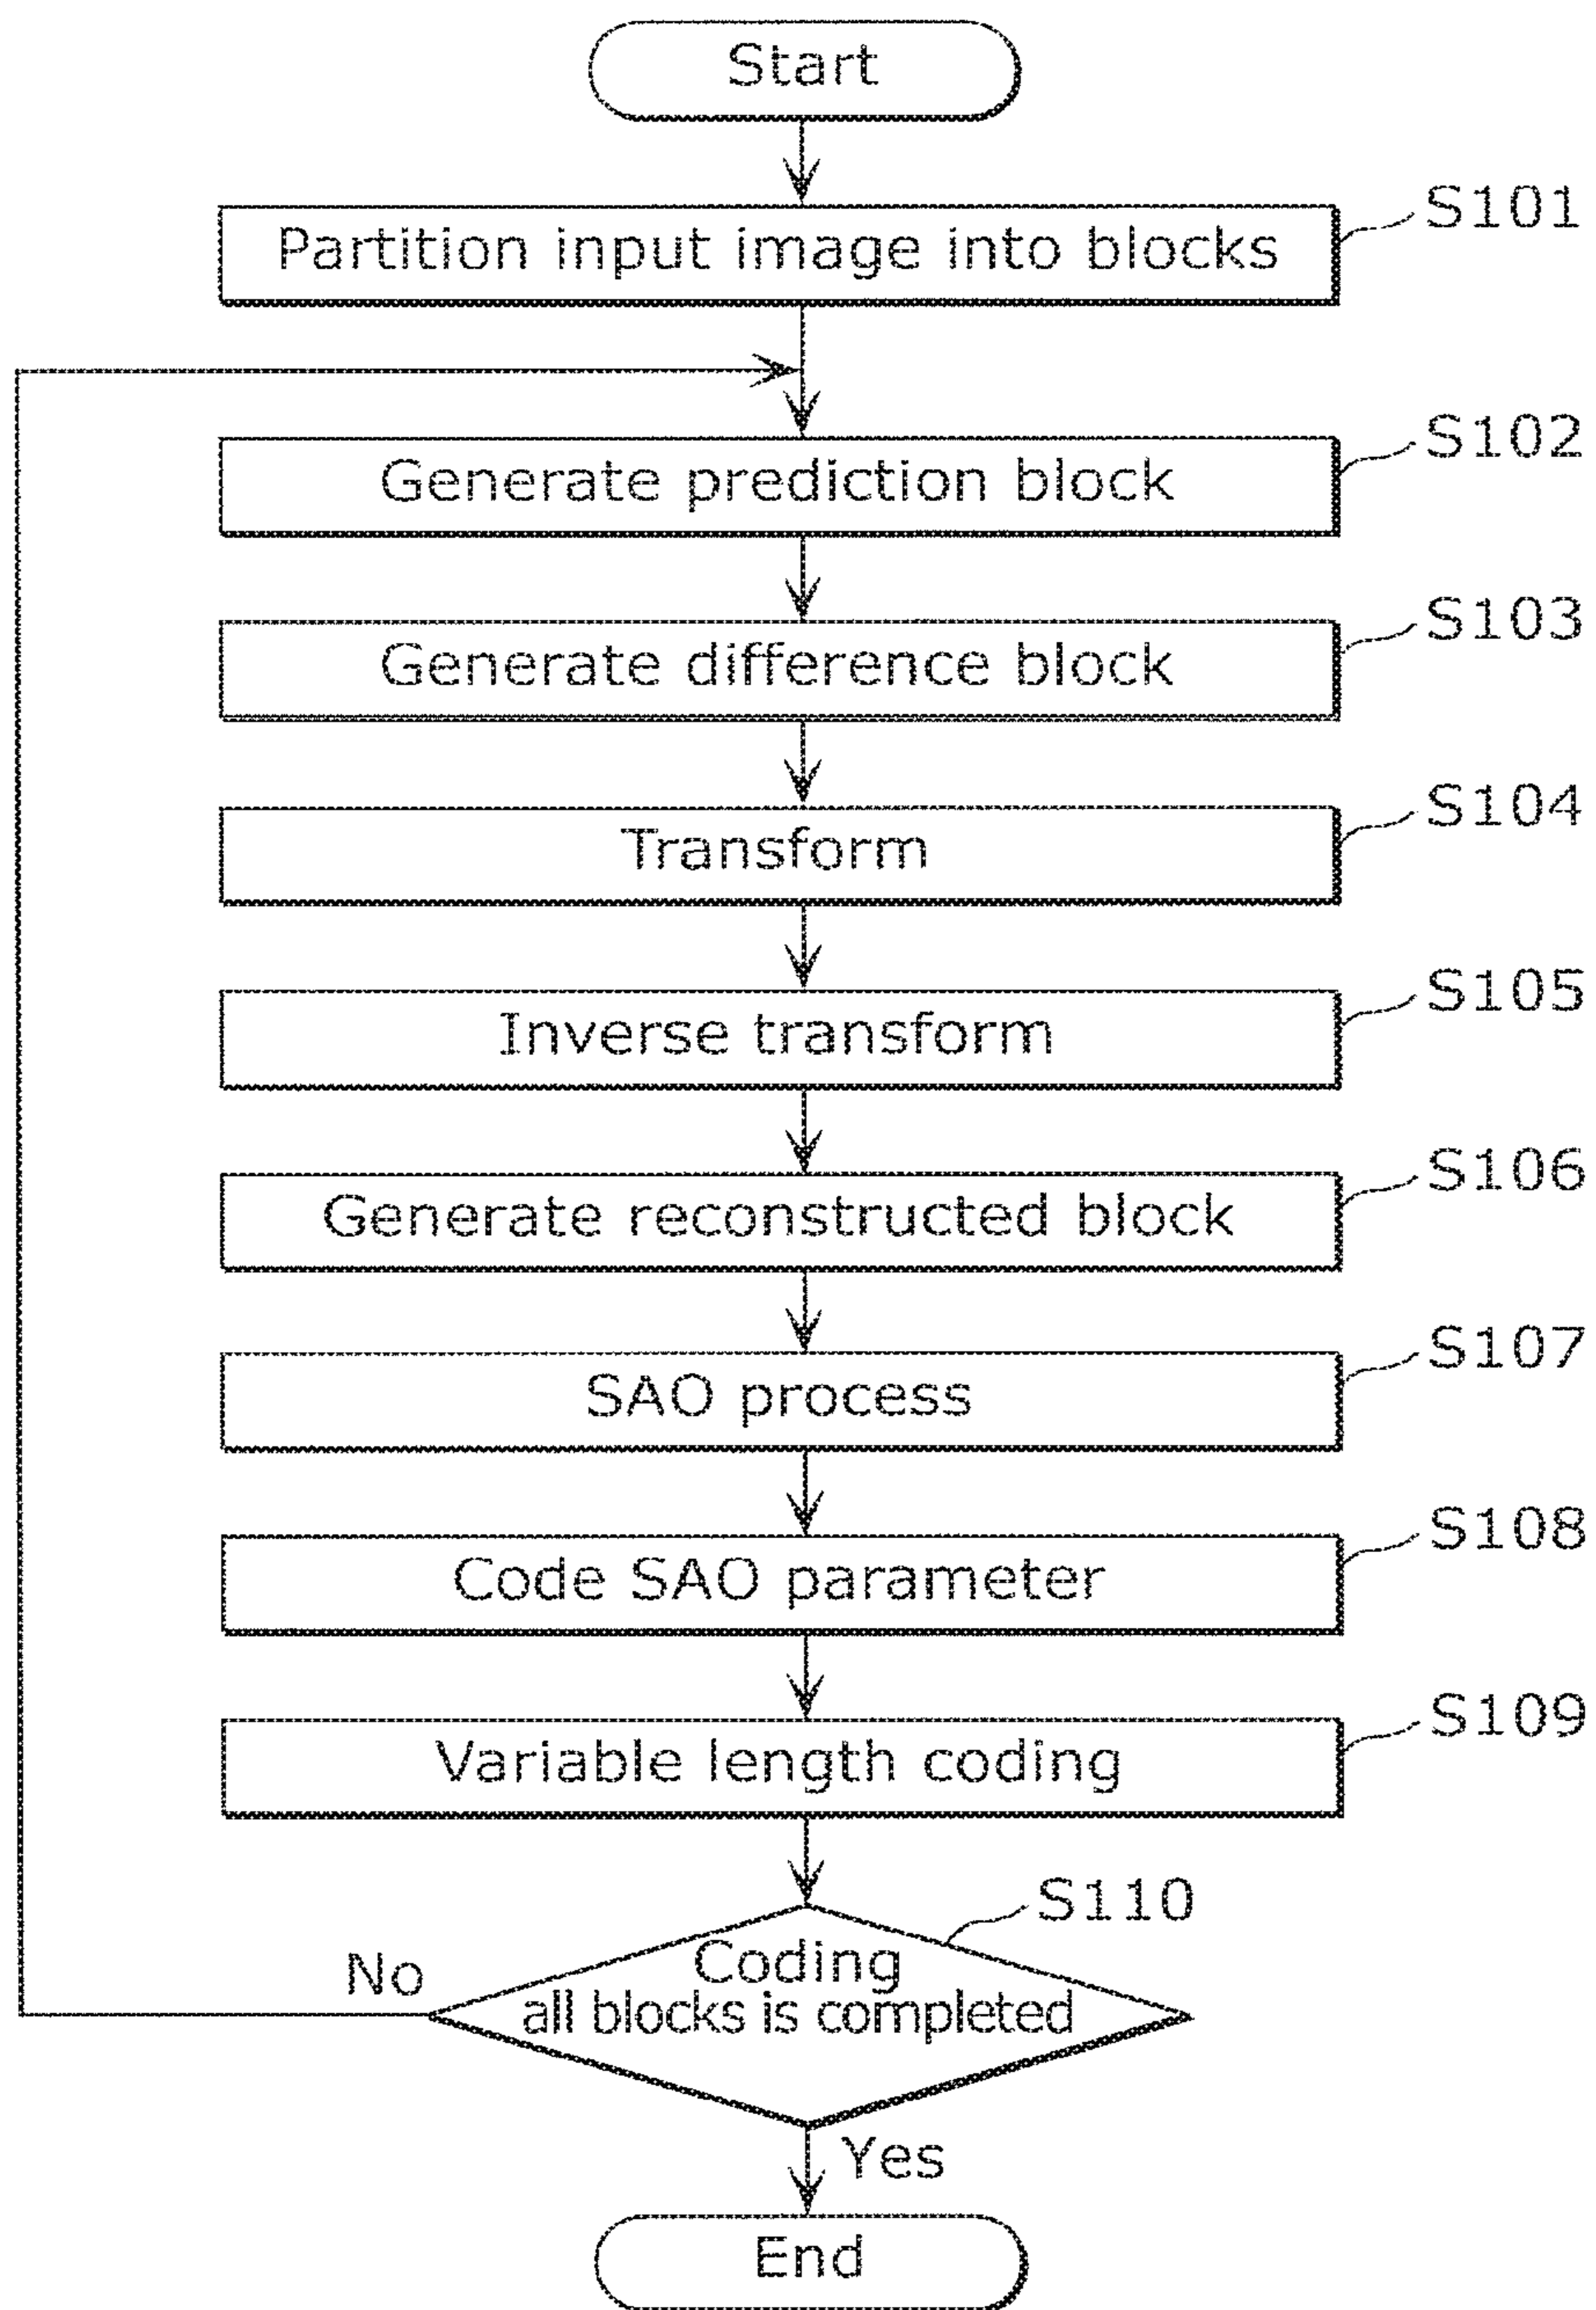 Start
S101
Partition input image into blocks
S102
Generate prediction block
S103
Generate difference block
S104
Transform
S105
Inverse transform
S106
Generate reconstructed block
S107
SAO process
S108
Code SAO parameter
S109
Variable length coding
S110
No
Coding
all blocks is completed
Yes
End